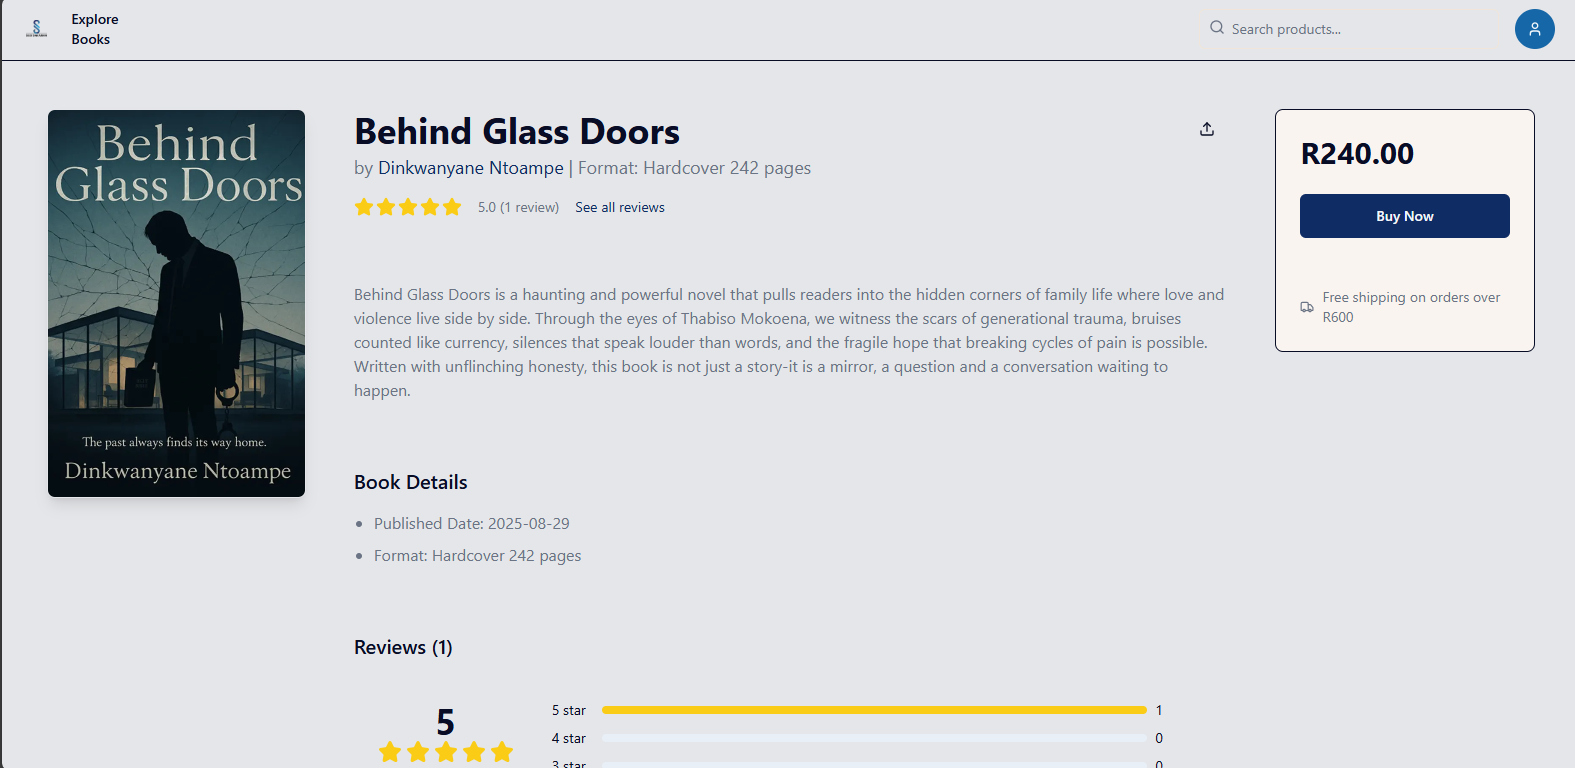 Explore
Books
Search products...
Behind
Glass Doors
The past always finds its way home.
Dinkwanyane Ntoampe
Behind Glass Doors
by Dinkwanyane Ntoampe | Format: Hardcover 242 pages
5.0 (1 review) See all reviews
Behind Glass Doors is a haunting and powerful novel that pulls readers into the hidden corners of family life where love and
violence live side by side. Through the eyes of Thabiso Mokoena, we witness the scars of generational trauma, bruises
counted like currency, silences that speak louder than words, and the fragile hope that breaking cycles of pain is possible.
Written with unflinching honesty, this book is not just a story-it is a mirror, a question and a conversation waiting to
happen.
R240.00
Buy Now
Free shipping on orders over
R600
Book Details
Published Date: 2025-08-29
Format: Hardcover 242 pages
Reviews (1)
5
5 star 1
4 star 0
3 star 0